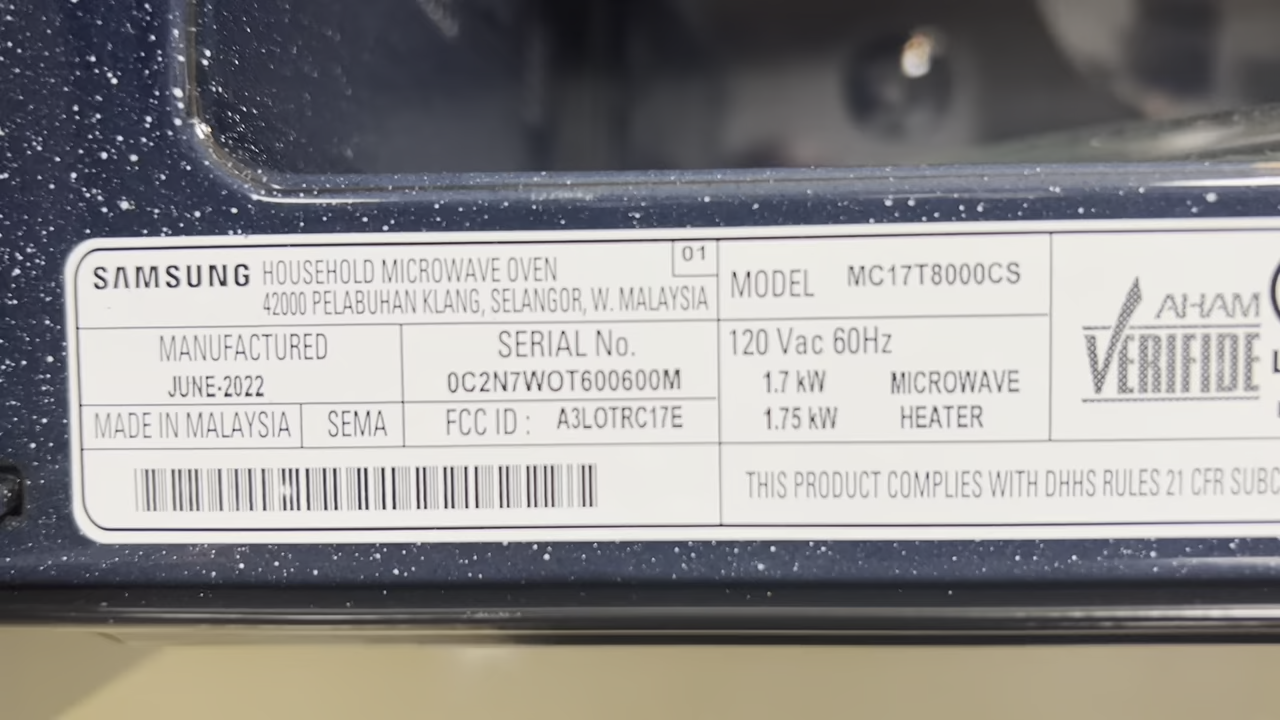 SAMSUNG HOUSEHOLD MICROWAVE OVEN 01
42000 PELABUHAN KLANG, SELANGOR, W. MALAYSIA
MANUFACTURED
JUNE-2022
SERIAL No.
0C2N7WOT600600M
MADE IN MALAYSIA
SEMA
FCC ID : A3LOTRC17E
MODEL MC17T8000CS
120 Vac 60Hz
1.7 kW MICROWAVE
1.75 kW HEATER
AHAM
VERIFIDE
THIS PRODUCT COMPLIES WITH DHHS RULES 21 CFR